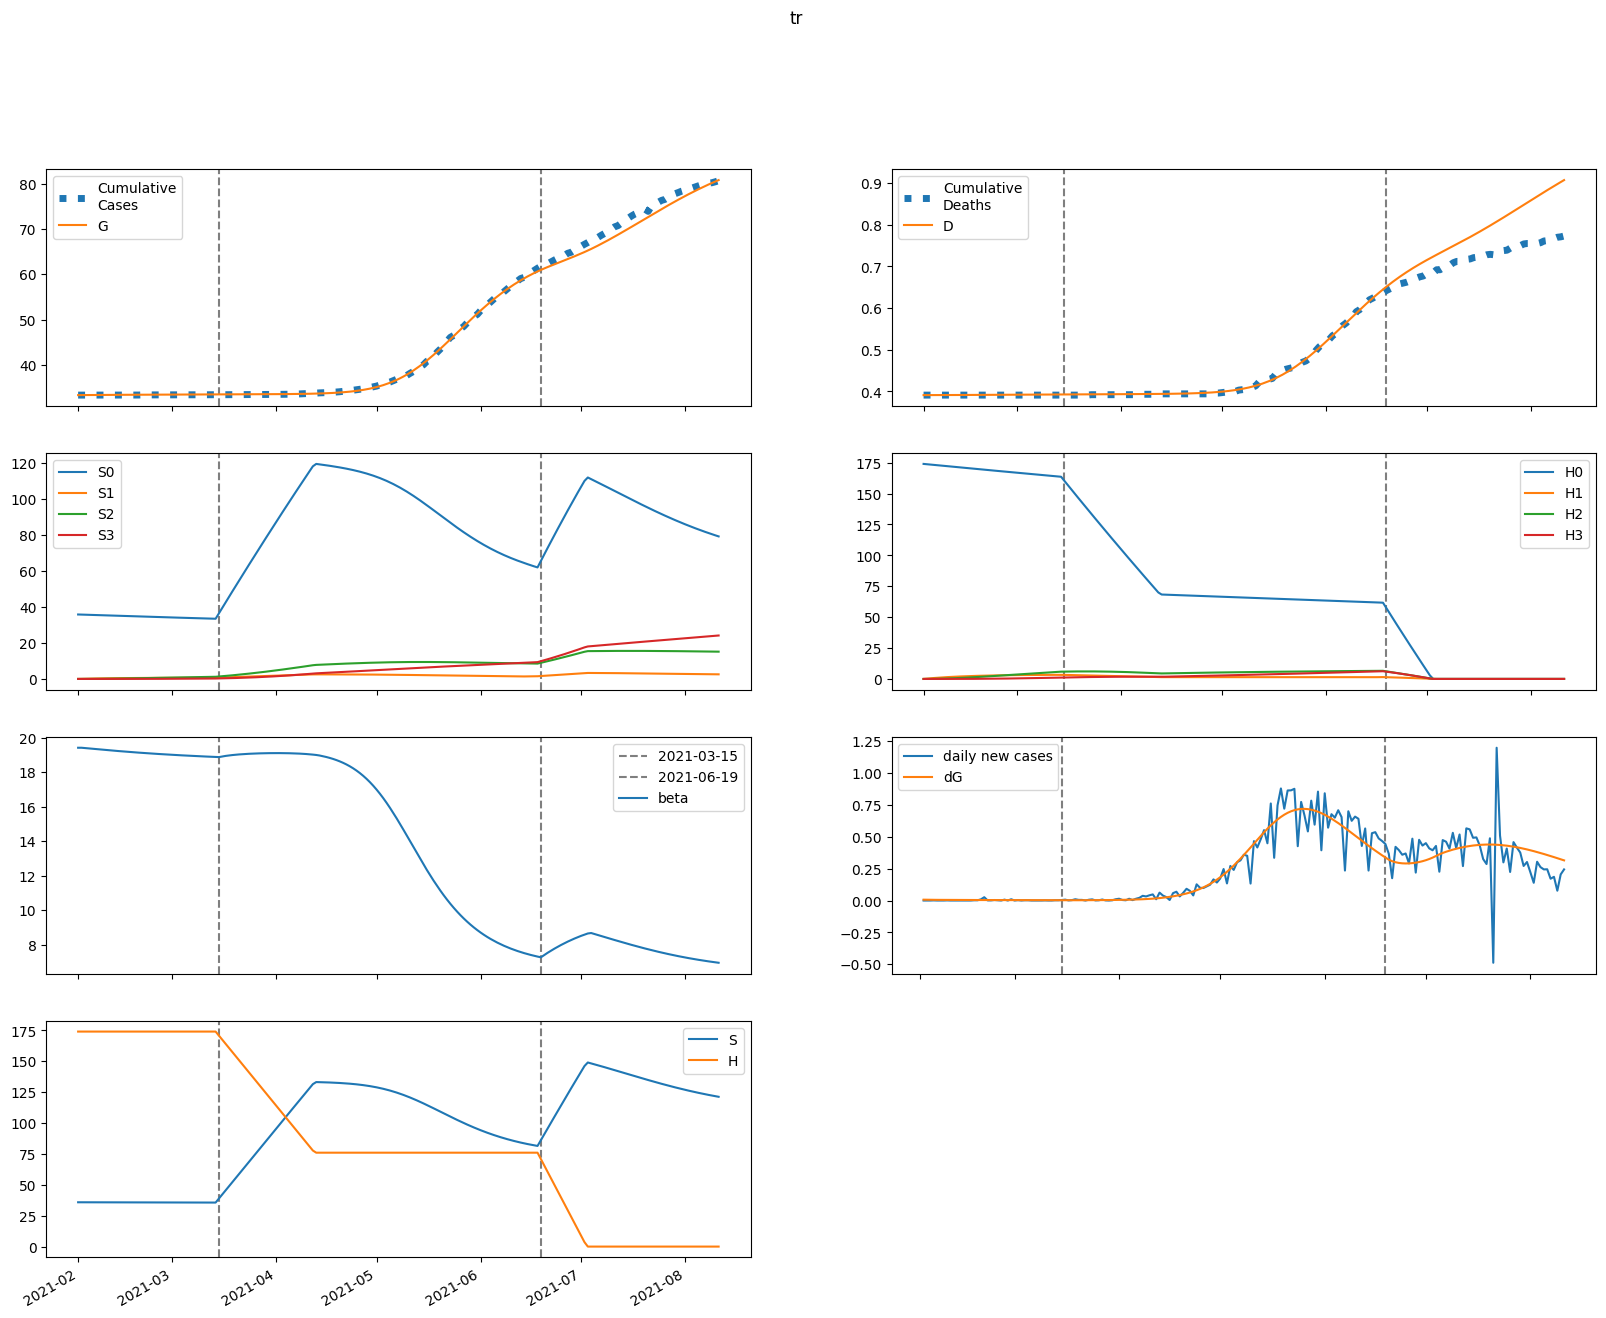 tr
Cumulative
Cases
G
80
70
60
50
40
Cumulative
Deaths
D
0.9
0.8
0.7
0.6
0.5
0.4
S0
S1
S2
S3
120
100
80
60
40
20
0
H0
H1
H2
H3
175
150
125
100
75
50
25
0
2021-03-15
2021-06-19
beta
20
18
16
14
12
10
8
daily new cases
dG
1.25
1.00
0.75
0.50
0.25
0.00
−0.25
−0.50
S
H
175
150
125
100
75
50
25
0
2021-02
2021-03
2021-04
2021-05
2021-06
2021-07
2021-08